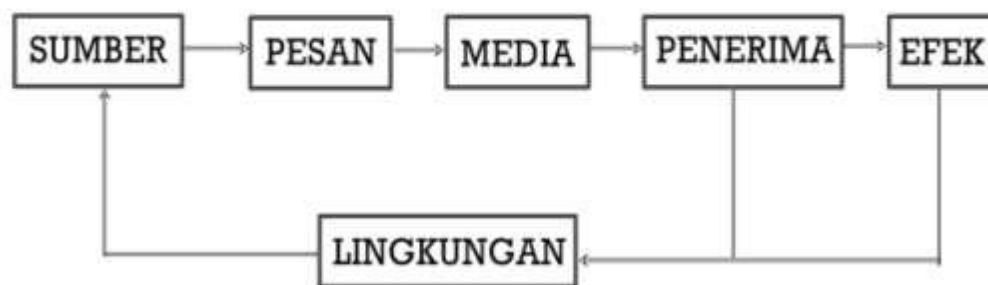 SUMBER
PESAN
MEDIA
PENERIMA
EFEK
LINGKUNGAN